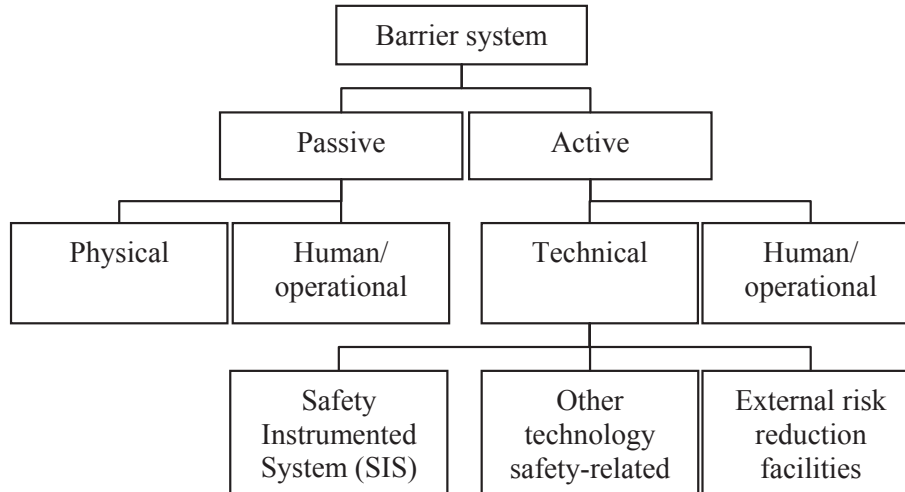 Barrier system
Passive
Active
Physical
Human/
operational
Technical
Human/
operational
Safety
Instrumented
System (SIS)
Other
technology
safety-related
External risk
reduction
facilities